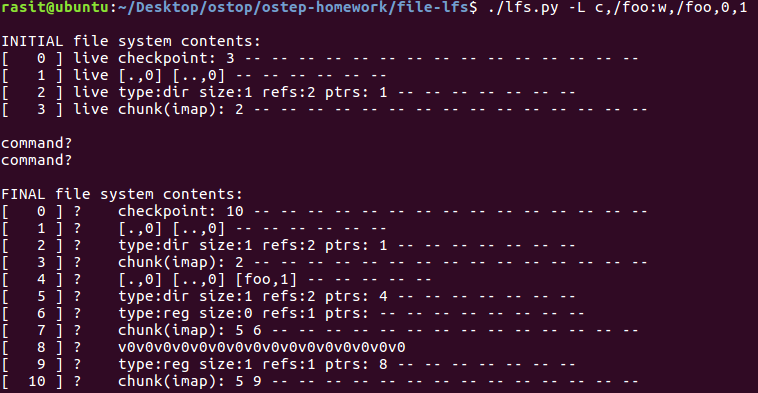 rasit@ubuntu:~/Desktop/ostop/ostep-homework/file-lfs$ ./lfs.py -L c,/foo:w,/foo,0,1
INITIAL file system contents:
[   0 ] live checkpoint: 3 -- -- -- -- -- -- -- -- -- -- -- -- -- -- --
[   1 ] live [.,0] [..,0] -- -- -- -- -- --
[   2 ] live type:dir size:1 refs:2 ptrs: 1 -- -- -- -- -- -- --
[   3 ] live chunk(imap): 2 -- -- -- -- -- -- -- -- -- -- -- -- -- -- --
command?
command?
FINAL file system contents:
[   0 ] ?    checkpoint: 10 -- -- -- -- -- -- -- -- -- -- -- -- -- -- --
[   1 ] ?    [.,0] [..,0] -- -- -- -- -- --
[   2 ] ?    type:dir size:1 refs:2 ptrs: 1 -- -- -- -- -- -- --
[   3 ] ?    chunk(imap): 2 -- -- -- -- -- -- -- -- -- -- -- -- -- -- --
[   4 ] ?    [.,0] [..,0] [foo,1] -- -- -- -- --
[   5 ] ?    type:dir size:1 refs:2 ptrs: 4 -- -- -- -- -- -- --
[   6 ] ?    type:reg size:0 refs:1 ptrs: -- -- -- -- -- -- -- --
[   7 ] ?    chunk(imap): 5 6 -- -- -- -- -- -- -- -- -- -- -- -- -- --
[   8 ] ?    v0v0v0v0v0v0v0v0v0v0v0v0v0v0v0v0
[   9 ] ?    type:reg size:1 refs:1 ptrs: 8 -- -- -- -- -- -- --
[  10 ] ?    chunk(imap): 5 9 -- -- -- -- -- -- -- -- -- -- -- -- -- --